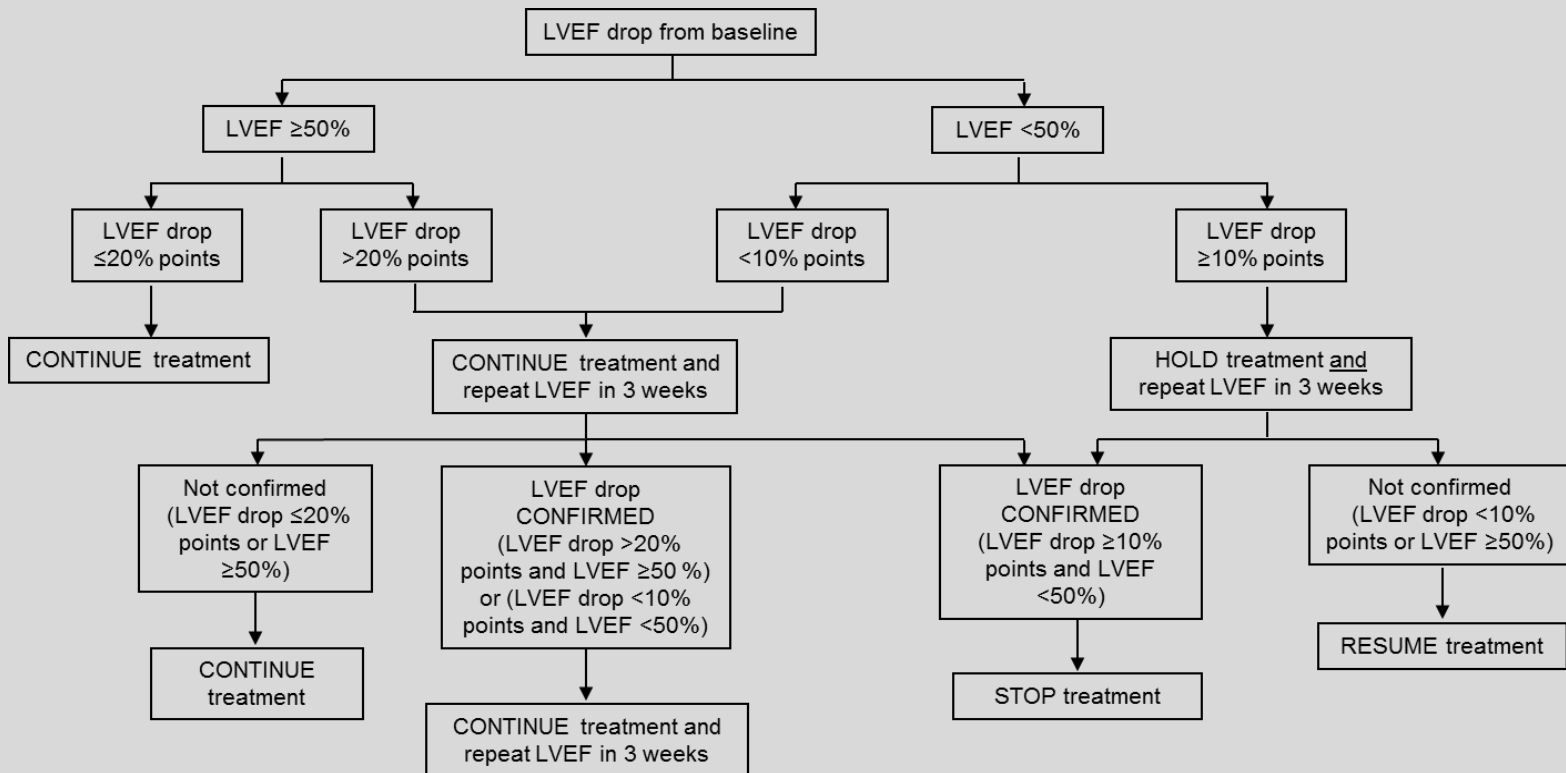 LVEF drop from baseline
LVEF ≥50%
LVEF <50%
LVEF drop
≤20% points
LVEF drop
>20% points
LVEF drop
<10% points
LVEF drop
≥10% points
CONTINUE treatment
CONTINUE treatment and
repeat LVEF in 3 weeks
HOLD treatment and
repeat LVEF in 3 weeks
Not confirmed
(LVEF drop ≤20%
points or LVEF
≥50%)
LVEF drop
CONFIRMED
(LVEF drop >20%
points and LVEF ≥50 %)
or (LVEF drop <10%
points and LVEF <50%)
LVEF drop
CONFIRMED
(LVEF drop ≥10%
points and LVEF
<50%)
Not confirmed
(LVEF drop <10%
points or LVEF ≥50%)
CONTINUE
treatment
CONTINUE treatment and
repeat LVEF in 3 weeks
STOP treatment
RESUME treatment